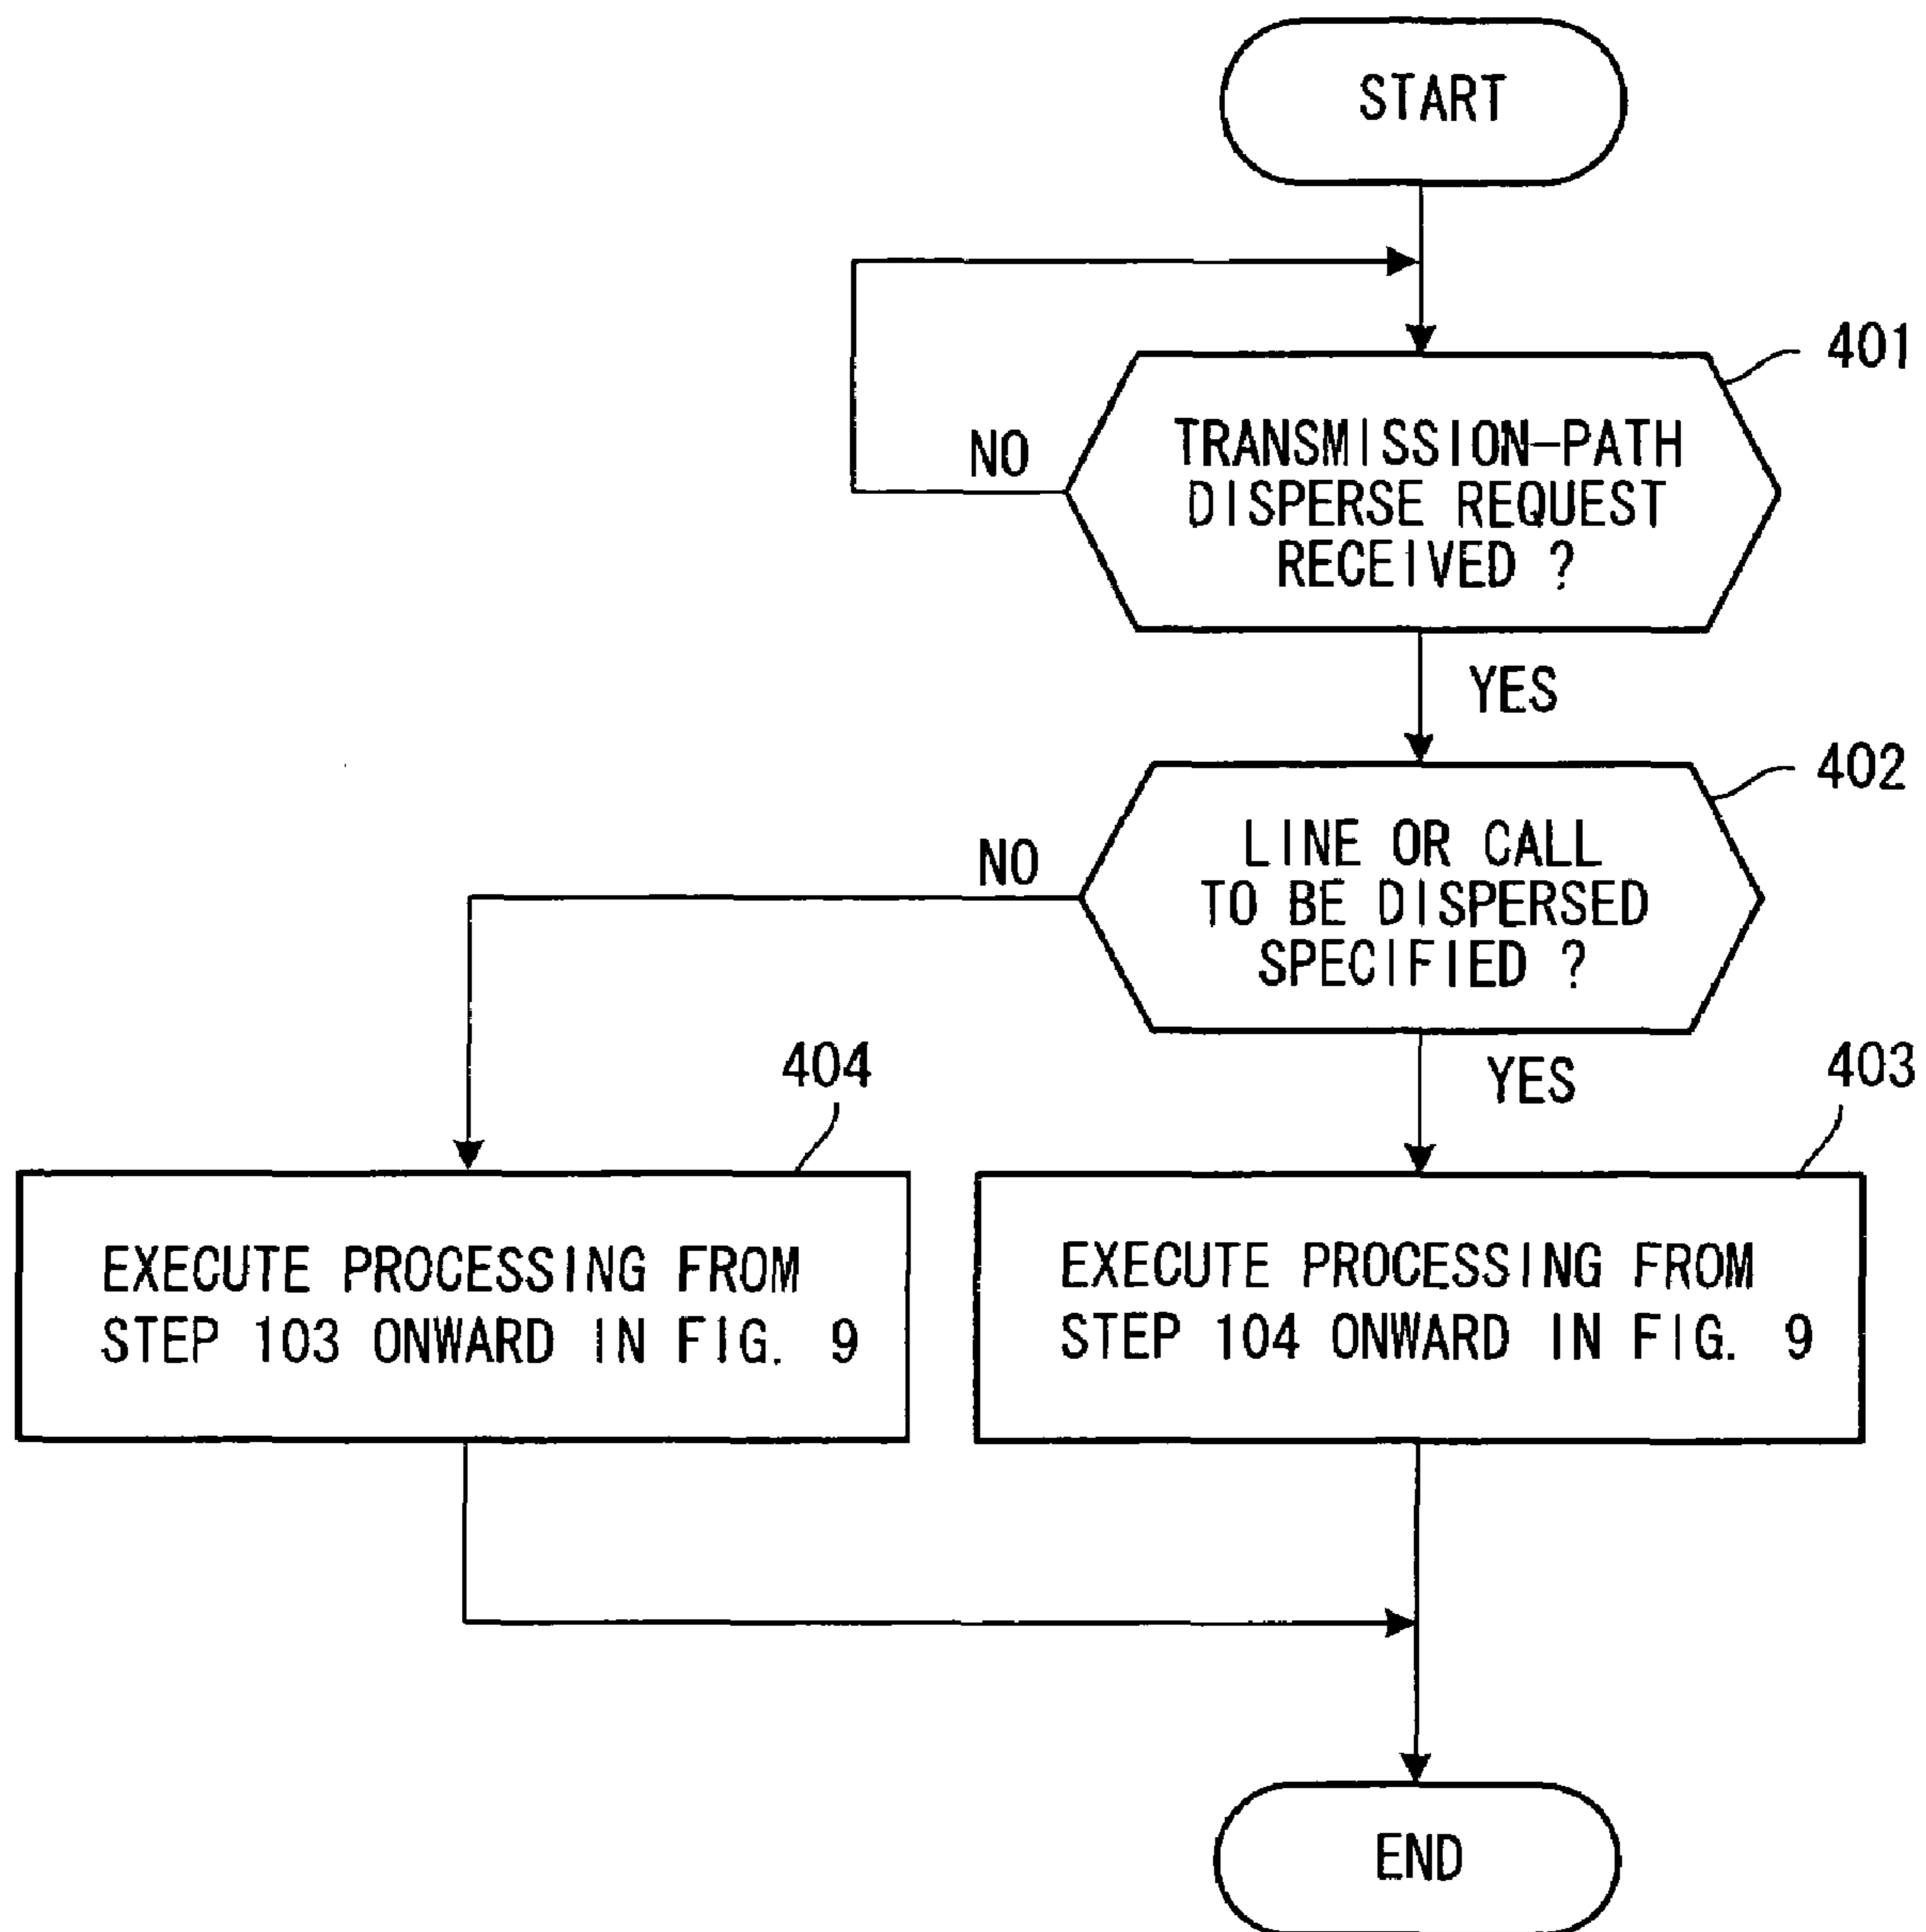 START
401
TRANSMISSION-PATH
DISPERSE REQUEST
RECEIVED ?
NO
YES
402
LINE OR CALL
TO BE DISPERSED
SPECIFIED ?
NO
YES
404
403
EXECUTE PROCESSING FROM
STEP 103 ONWARD IN FIG. 9
EXECUTE PROCESSING FROM
STEP 104 ONWARD IN FIG. 9
END